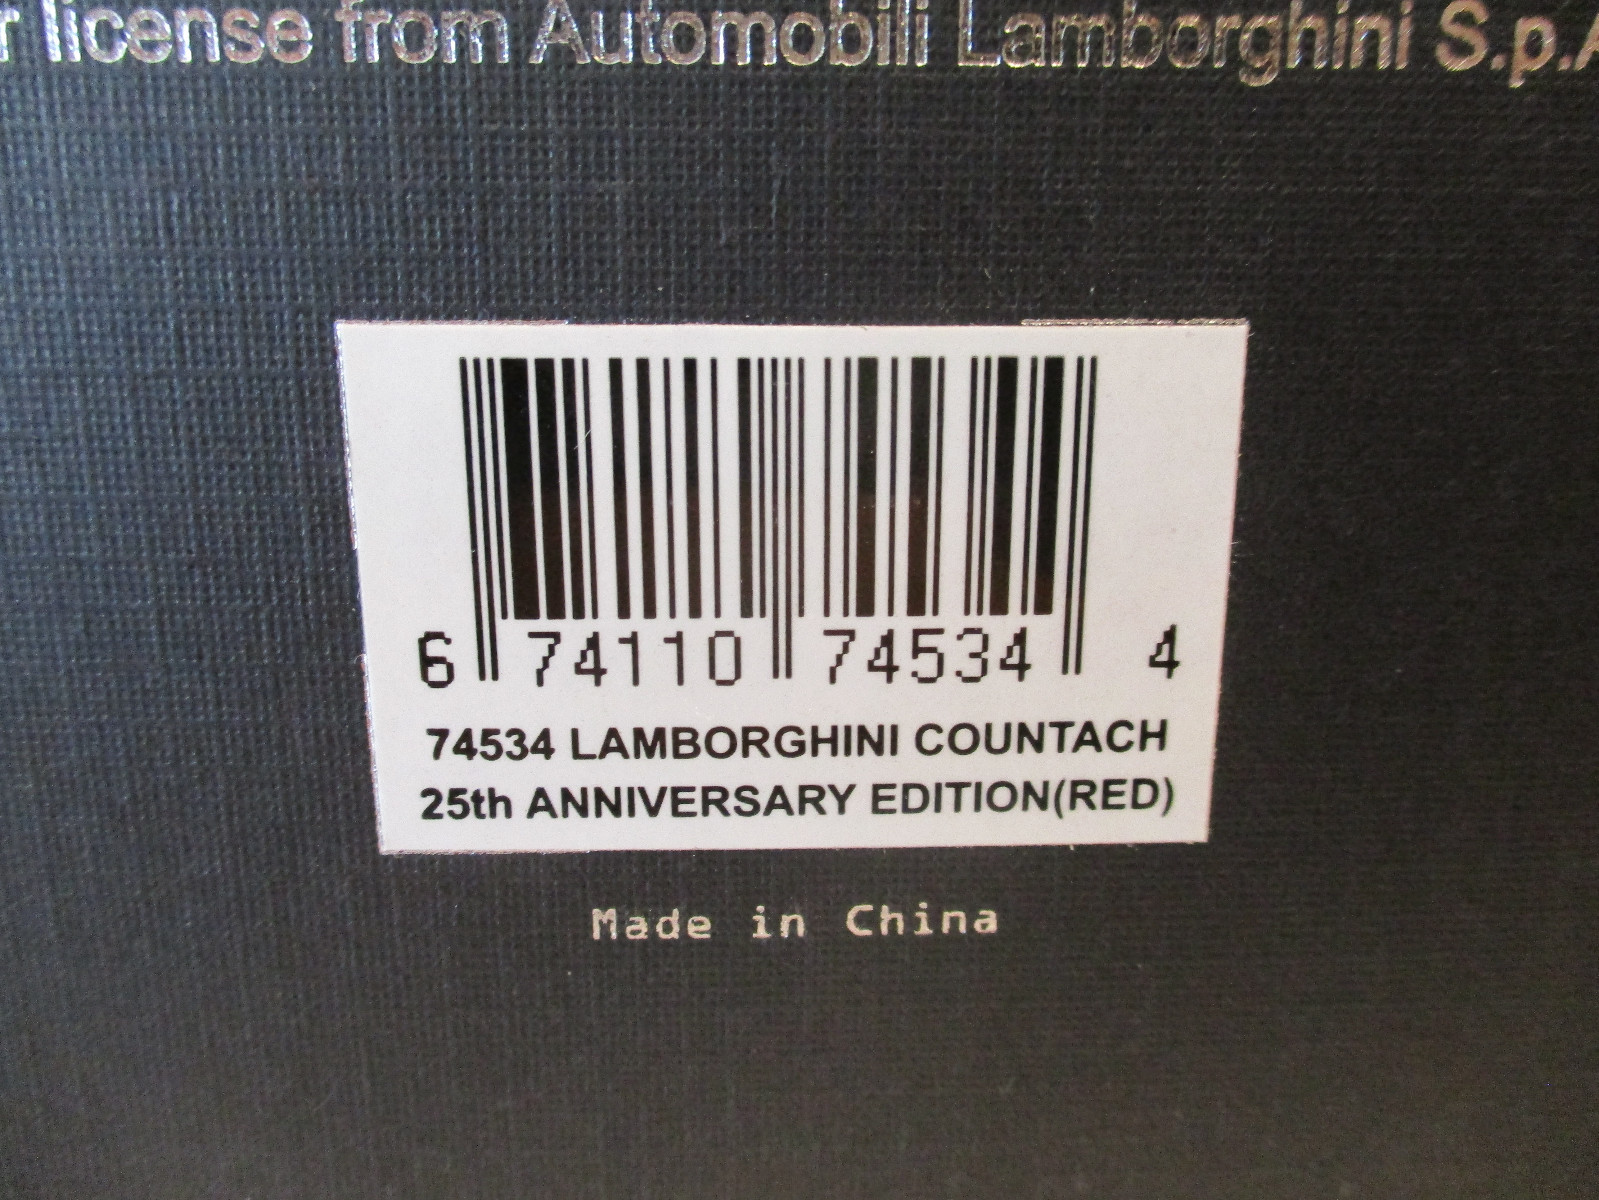 r license from Automobili Lamborghini S.p.A
6 74110 74534 4
74534 LAMBORGHINI COUNTACH
25th ANNIVERSARY EDITION(RED)
Made in China